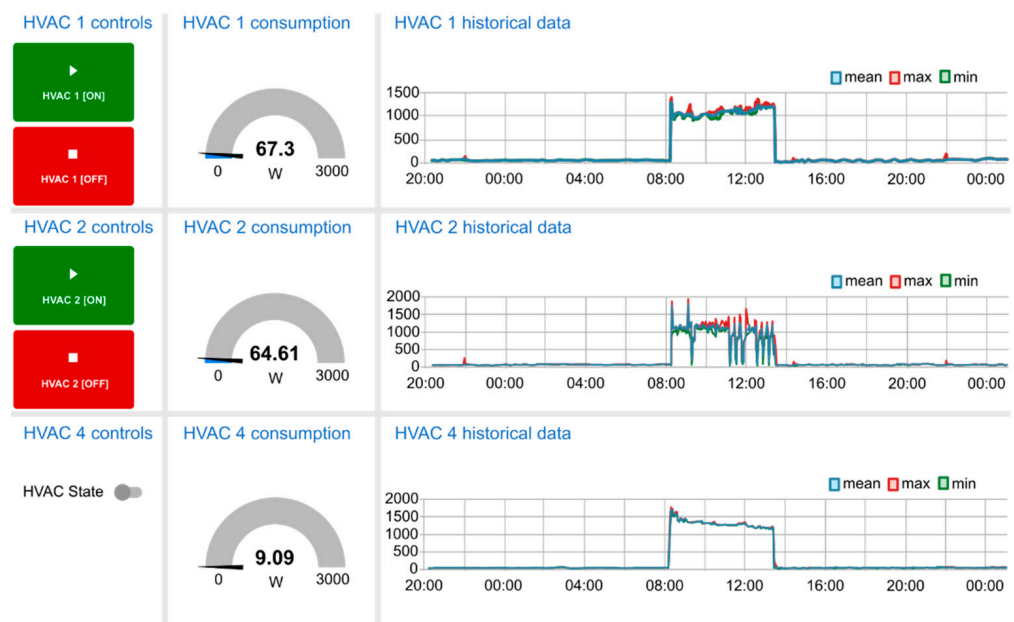 HVAC 1 controls
HVAC 1 consumption
HVAC 1 historical data
HVAC 1 [ON]
HVAC 1 [OFF]
67.3
0 W 3000
mean max min
1500
1000
500
0
20:00 00:00 04:00 08:00 12:00 16:00 20:00 00:00
HVAC 2 controls
HVAC 2 consumption
HVAC 2 historical data
HVAC 2 [ON]
HVAC 2 [OFF]
64.61
0 W 3000
mean max min
2000
1500
1000
500
0
20:00 00:00 04:00 08:00 12:00 16:00 20:00 00:00
HVAC 4 controls
HVAC 4 consumption
HVAC 4 historical data
HVAC State
9.09
0 W 3000
mean max min
2000
1500
1000
500
0
20:00 00:00 04:00 08:00 12:00 16:00 20:00 00:00